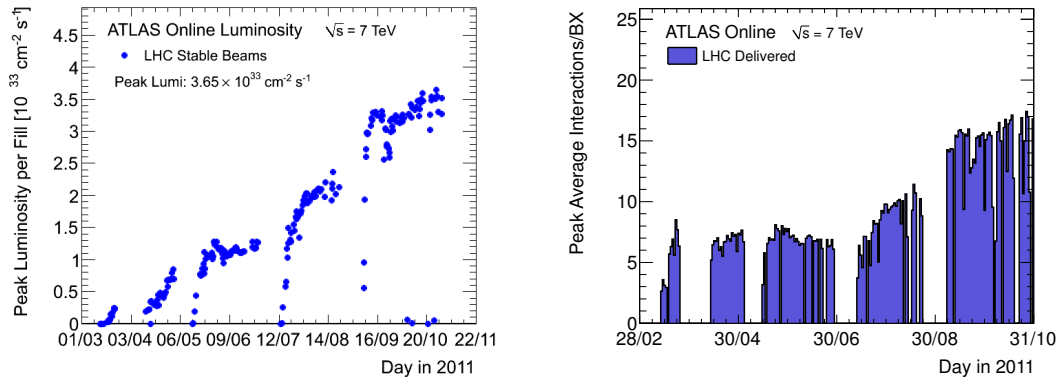 ATLAS Online Luminosity √s = 7 TeV
LHC Stable Beams
Peak Lumi: 3.65 × 10³³ cm⁻² s⁻¹
Peak Luminosity per Fill [10³³ cm⁻² s⁻¹]
4.5
4
3.5
3
2.5
2
1.5
1
0.5
0
01/03 03/04 06/05 09/06 12/07 14/08 16/09 20/10 22/11
Day in 2011
ATLAS Online √s = 7 TeV
LHC Delivered
Peak Average Interactions/BX
25
20
15
10
5
0
28/02 30/04 30/06 30/08 31/10
Day in 2011